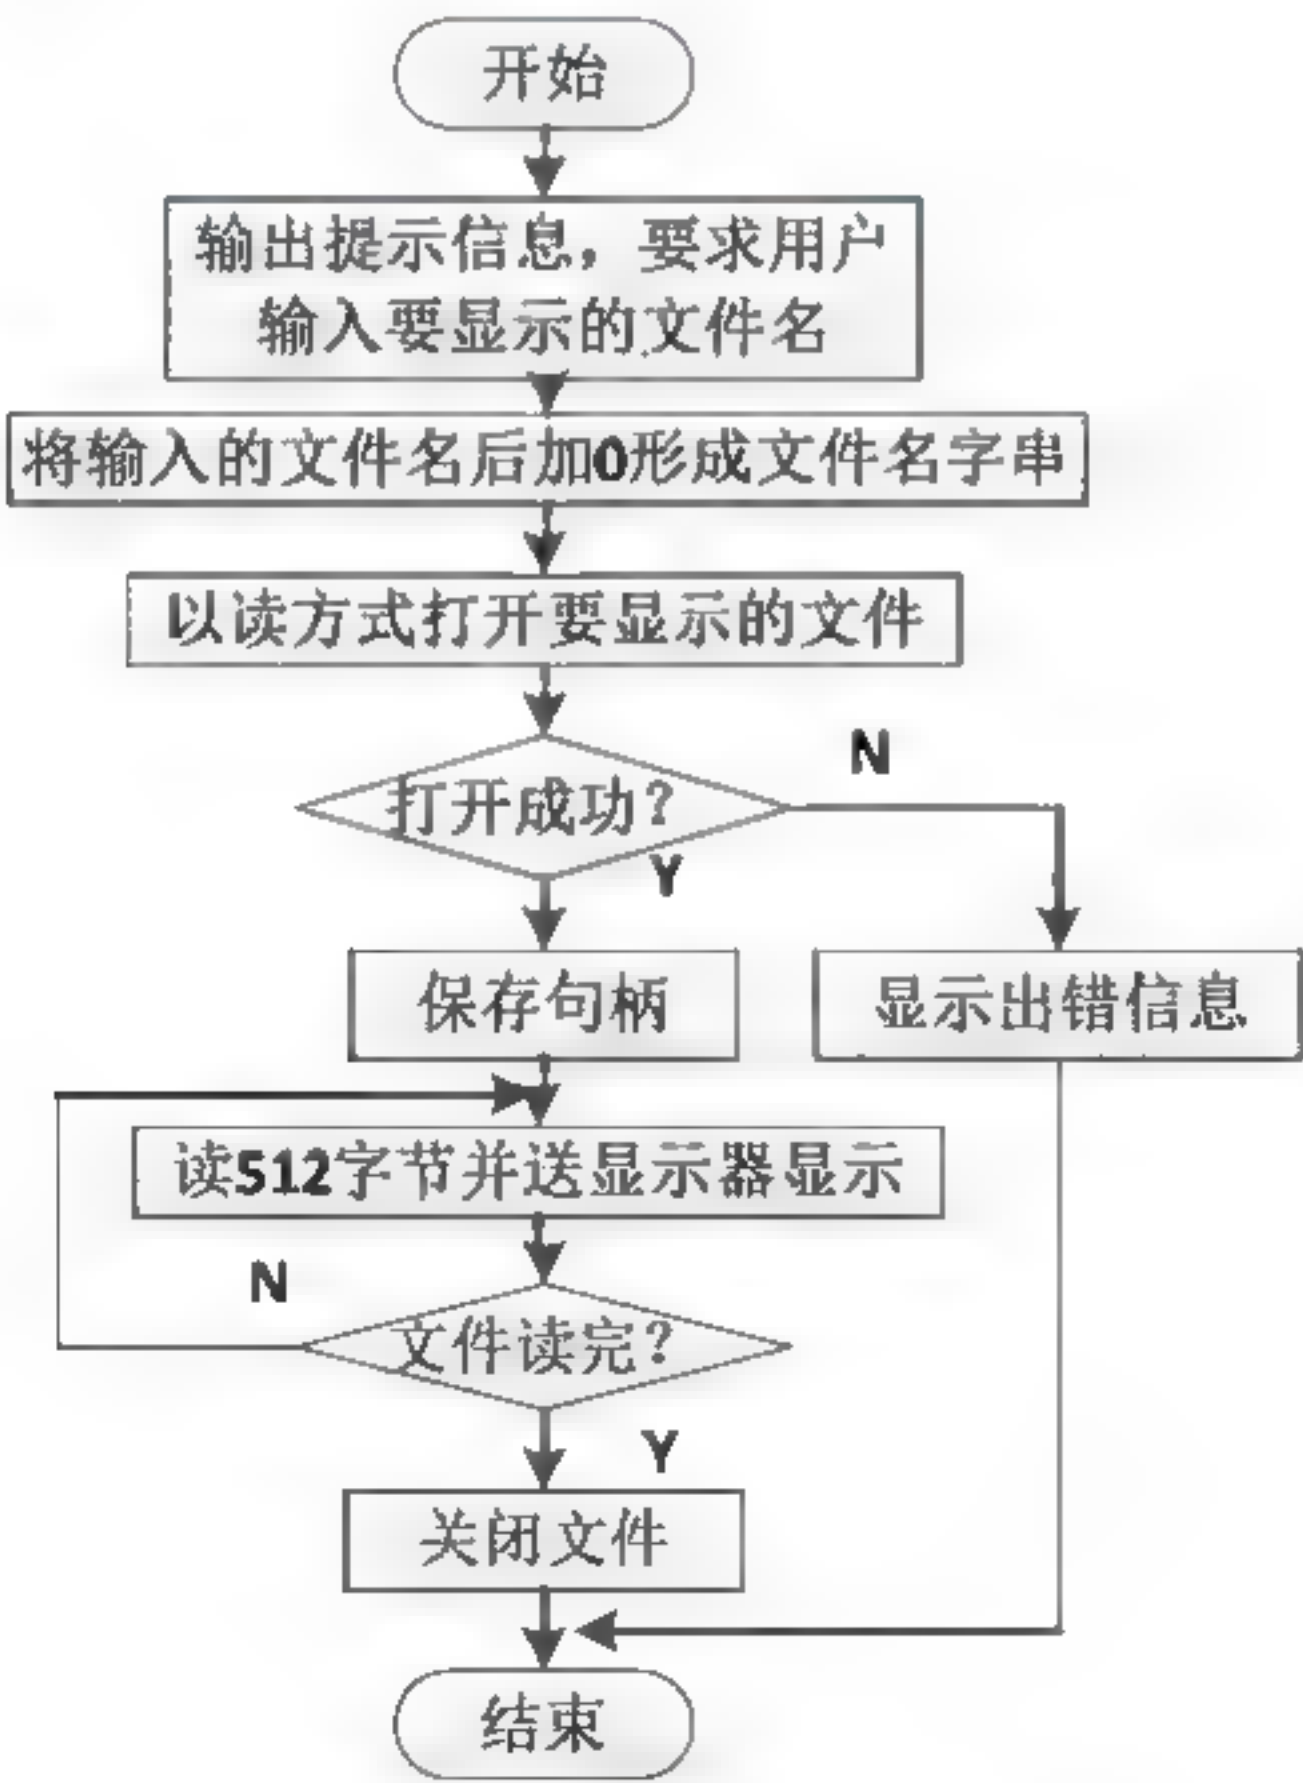 开始
输出提示信息，要求用户
输入要显示的文件名
将输入的文件名后加0形成文件名字串
以读方式打开要显示的文件
打开成功？
N
Y
保存句柄
显示出错信息
读512字节并送显示器显示
N
文件读完？
Y
关闭文件
结束